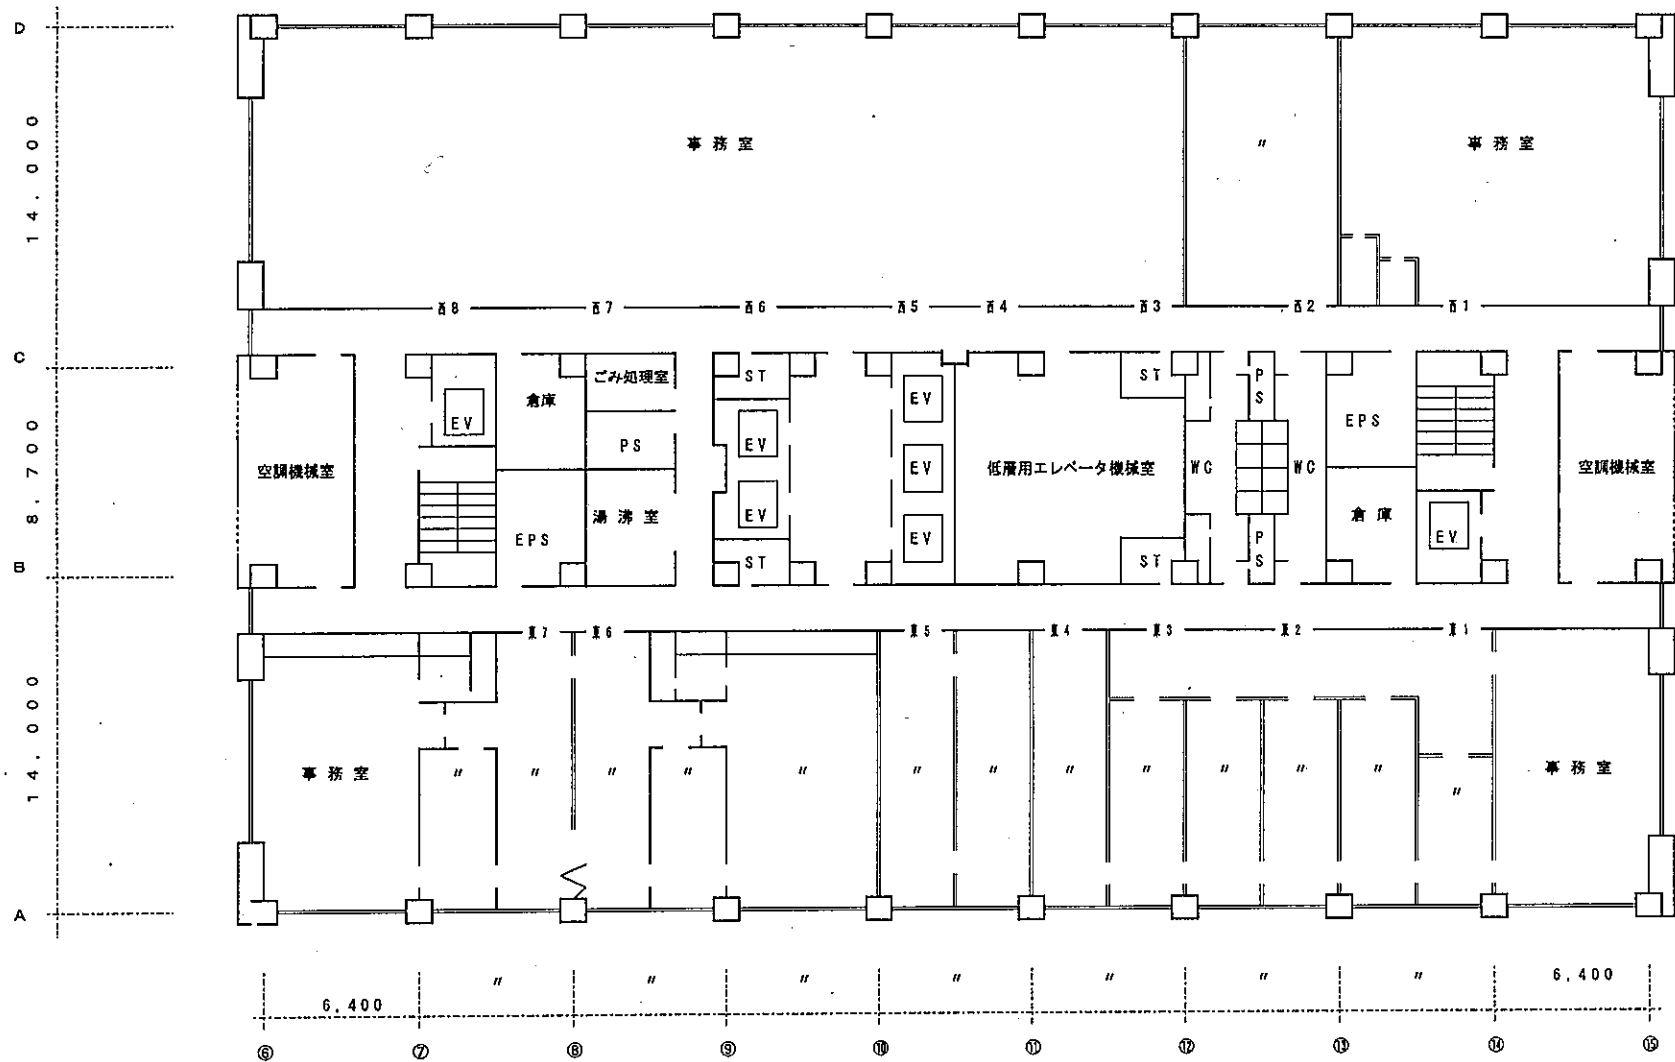 D
14.000
事務室
〃
事務室
西8
西7
西6
西5
西4
西3
西2
西1
C
8.700
空調機械室
EV
倉庫
ごみ処理室
PS
湯沸室
EPS
ST
EV
EV
ST
EV
EV
EV
低層用エレベータ機械室
ST
ST
WC
PS
PS
WC
EPS
倉庫
EV
空調機械室
B
東7
東6
東5
東4
東3
東2
東1
14.000
事務室
〃
〃
〃
〃
〃
〃
〃
〃
〃
〃
〃
〃
〃
事務室
A
6,400
〃
〃
〃
〃
〃
〃
〃
6,400
⑥
⑦
⑧
⑨
⑩
⑪
⑫
⑬
⑭
⑮